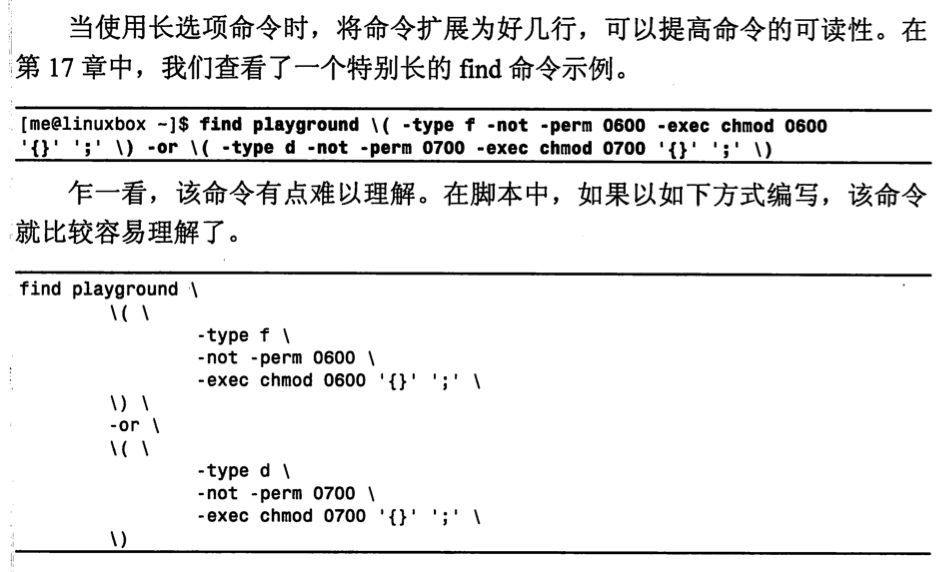 当使用长选项命令时，将命令扩展为好几行，可以提高命令的可读性。在
第 17 章中，我们查看了一个特别长的 find 命令示例。
[me@linuxbox ~]$ find playground \( -type f -not -perm 0600 -exec chmod 0600
'{}' ';' \) -or \( -type d -not -perm 0700 -exec chmod 0700 '{}' ';' \)
乍一看，该命令有点难以理解。在脚本中，如果以如下方式编写，该命令
就比较容易理解了。
find playground \
\( \
-type f \
-not -perm 0600 \
-exec chmod 0600 '{}' ';' \
\) \
-or \
\( \
-type d \
-not -perm 0700 \
-exec chmod 0700 '{}' ';' \
\)